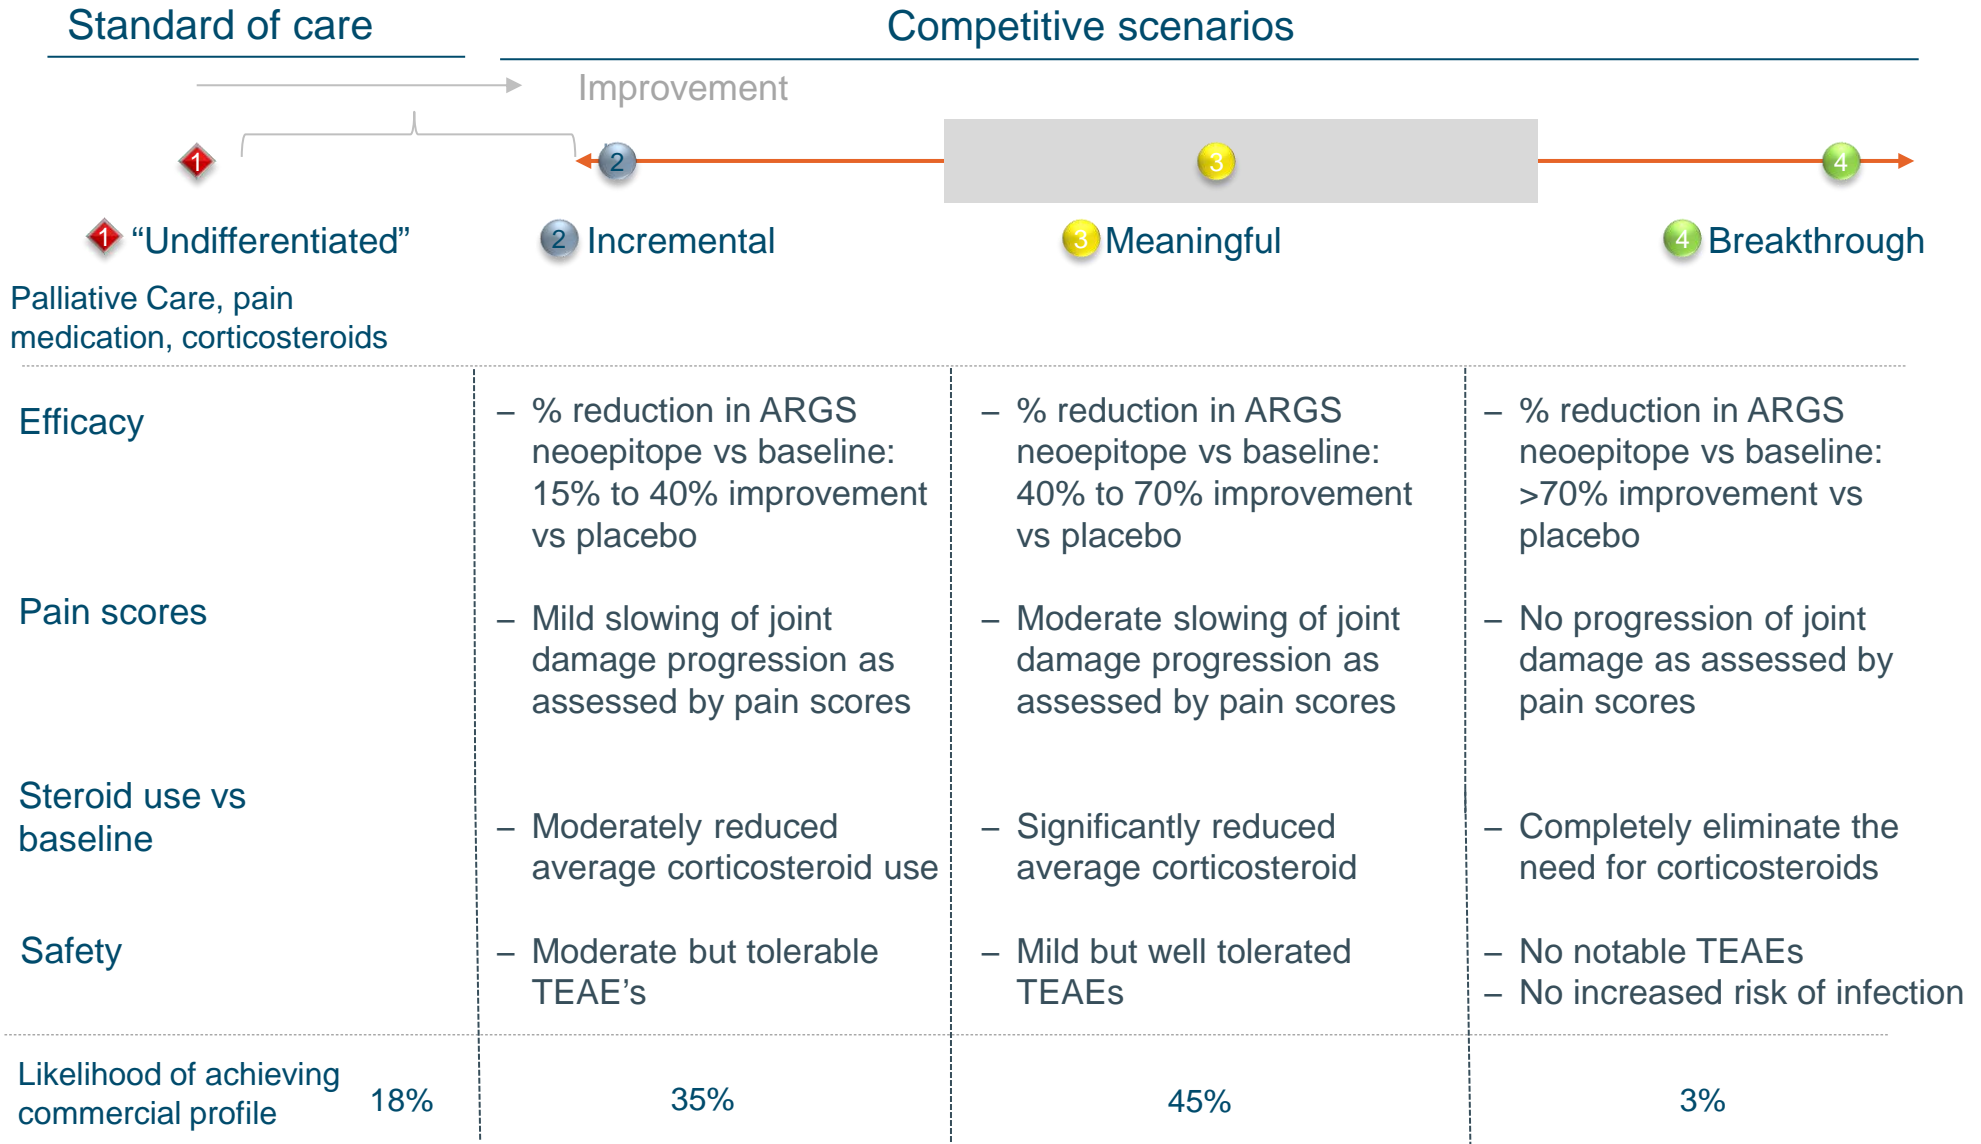 Standard of care
Competitive scenarios
Improvement
1
2
3
4
1 “Undifferentiated”
2 Incremental
3 Meaningful
4 Breakthrough
Palliative Care, pain
medication, corticosteroids
Efficacy
– % reduction in ARGS
neoepitope vs baseline:
15% to 40% improvement
vs placebo
– % reduction in ARGS
neoepitope vs baseline:
40% to 70% improvement
vs placebo
– % reduction in ARGS
neoepitope vs baseline:
>70% improvement vs
placebo
Pain scores
– Mild slowing of joint
damage progression as
assessed by pain scores
– Moderate slowing of joint
damage progression as
assessed by pain scores
– No progression of joint
damage as assessed by
pain scores
Steroid use vs
baseline
– Moderately reduced
average corticosteroid use
– Significantly reduced
average corticosteroid
– Completely eliminate the
need for corticosteroids
Safety
– Moderate but tolerable
TEAE’s
– Mild but well tolerated
TEAEs
– No notable TEAEs
– No increased risk of infection
Likelihood of achieving
commercial profile
18%
35%
45%
3%